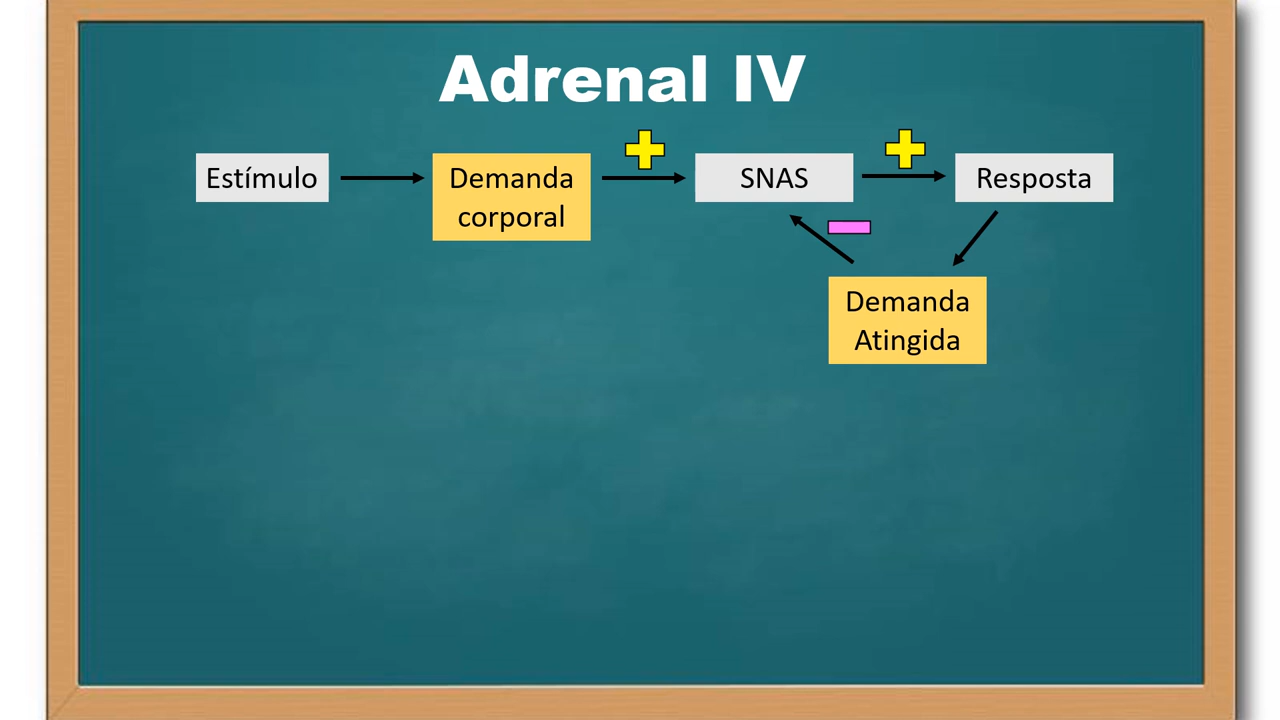 Adrenal IV
Estímulo
Demanda
corporal
SNAS
Resposta
Demanda
Atingida